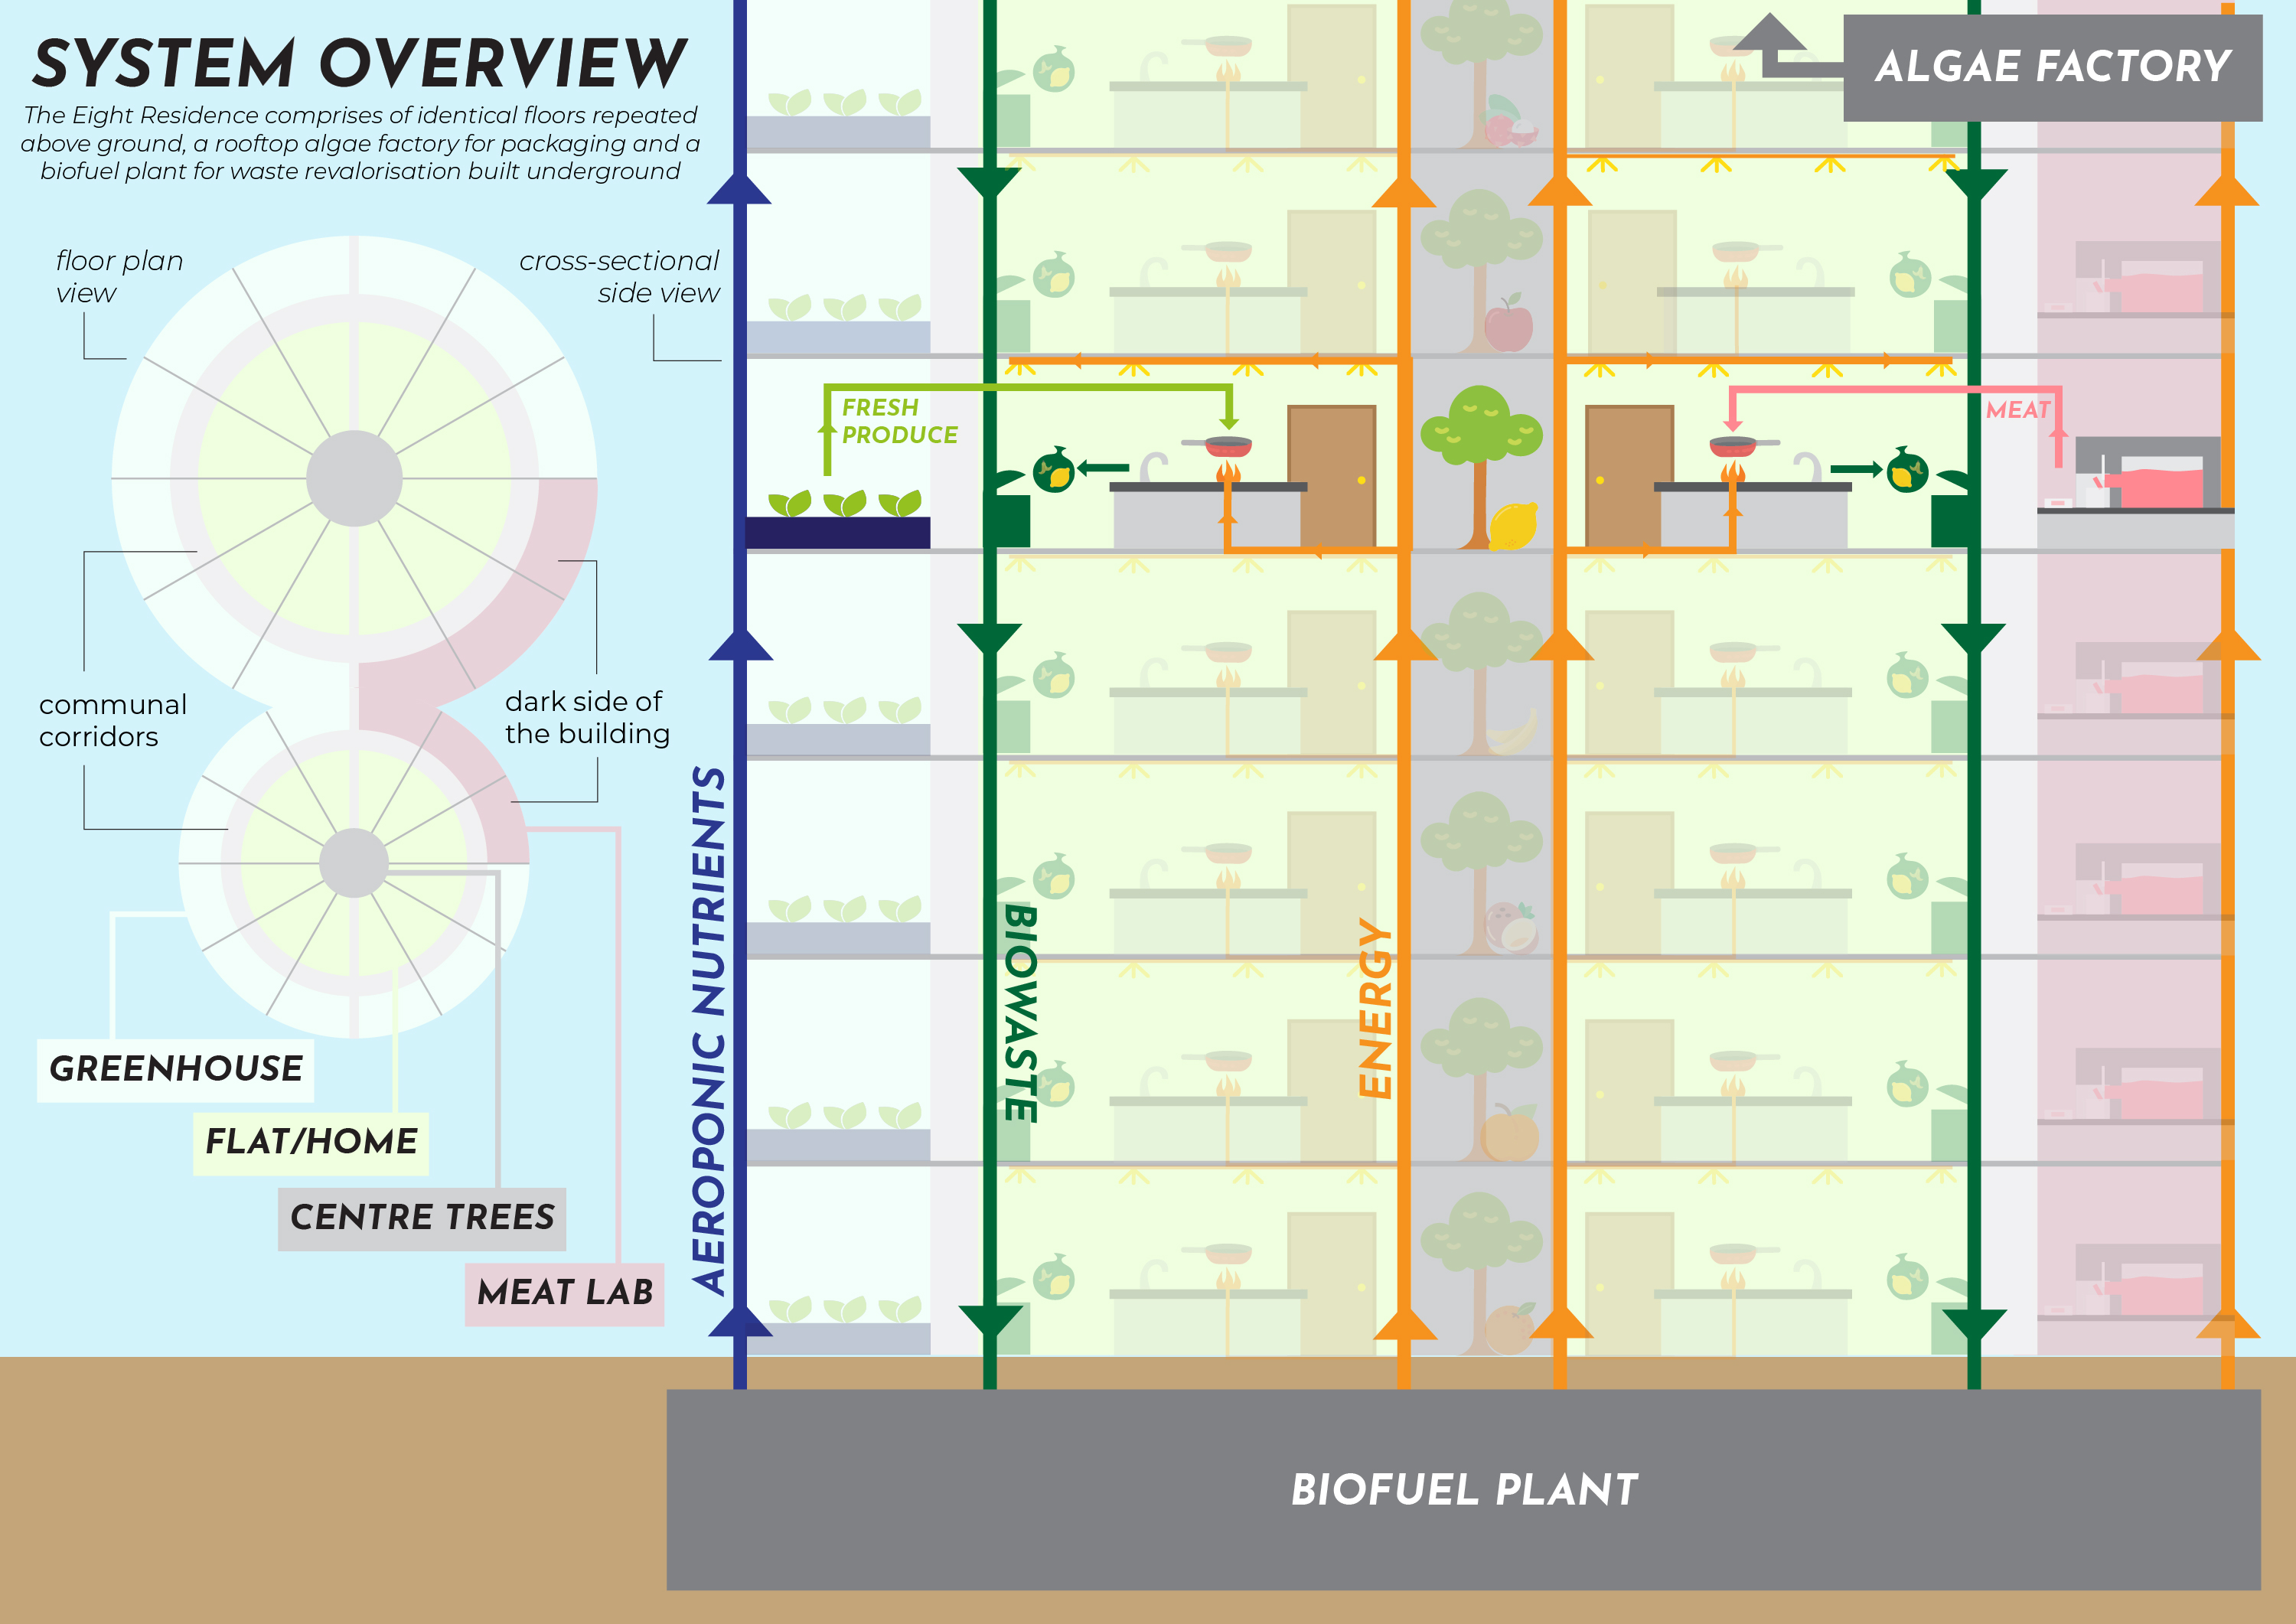 SYSTEM OVERVIEW
The Eight Residence comprises of identical floors repeated
above ground, a rooftop algae factory for packaging and a
biofuel plant for waste revalorisation built underground
floor plan
view
cross-sectional
side view
communal
corridors
dark side of
the building
GREENHOUSE
FLAT/HOME
CENTRE TREES
MEAT LAB
ALGAE FACTORY
FRESH
PRODUCE
MEAT
AEROPONIC NUTRIENTS
BIOWASTE
ENERGY
BIOFUEL PLANT